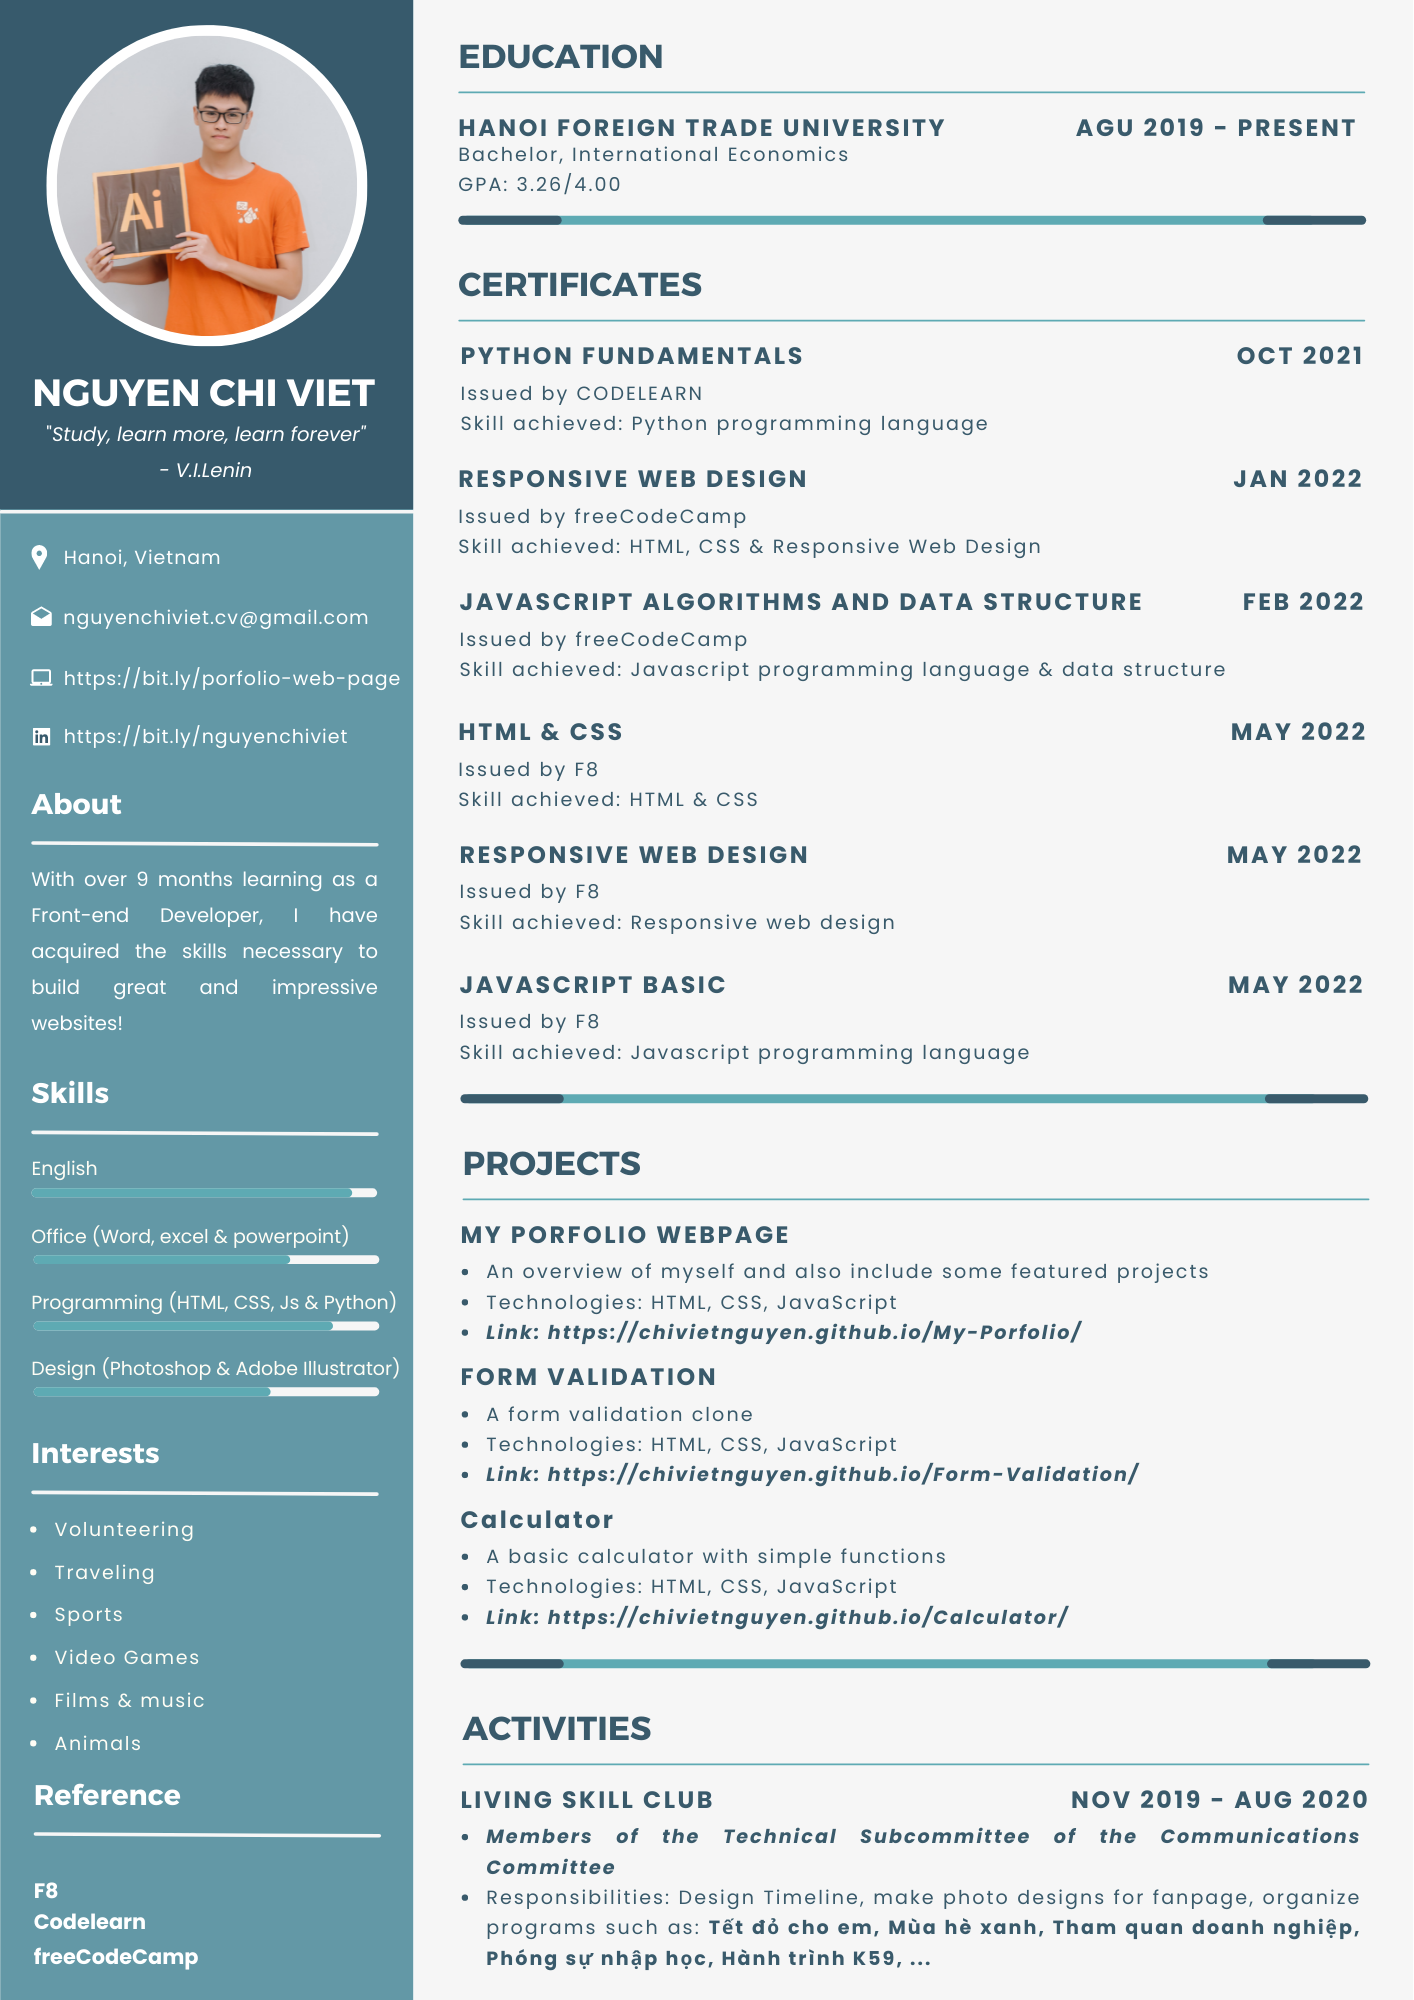 Ai
NGUYEN CHI VIET
"Study, learn more, learn forever"
- V.I.Lenin
Hanoi, Vietnam
nguyenchiviet.cv@gmail.com
https://bit.ly/porfolio-web-page
in https://bit.ly/nguyenchiviet
About
With over 9 months learning as a
Front-end Developer, I have
acquired the skills necessary to
build great and impressive
websites!
Skills
English
Office (Word, excel & powerpoint)
Programming (HTML, CSS, Js & Python)
Design (Photoshop & Adobe Illustrator)
Interests
• Volunteering
• Traveling
• Sports
• Video Games
• Films & music
• Animals
Reference
F8
Codelearn
freeCodeCamp
EDUCATION
HANOI FOREIGN TRADE UNIVERSITY AGU 2019 - PRESENT
Bachelor, International Economics
GPA: 3.26/4.00
CERTIFICATES
PYTHON FUNDAMENTALS OCT 2021
Issued by CODELEARN
Skill achieved: Python programming language
RESPONSIVE WEB DESIGN JAN 2022
Issued by freeCodeCamp
Skill achieved: HTML, CSS & Responsive Web Design
JAVASCRIPT ALGORITHMS AND DATA STRUCTURE FEB 2022
Issued by freeCodeCamp
Skill achieved: Javascript programming language & data structure
HTML & CSS MAY 2022
Issued by F8
Skill achieved: HTML & CSS
RESPONSIVE WEB DESIGN MAY 2022
Issued by F8
Skill achieved: Responsive web design
JAVASCRIPT BASIC MAY 2022
Issued by F8
Skill achieved: Javascript programming language
PROJECTS
MY PORFOLIO WEBPAGE
• An overview of myself and also include some featured projects
• Technologies: HTML, CSS, JavaScript
• Link: https://chivietnguyen.github.io/My-Porfolio/
FORM VALIDATION
• A form validation clone
• Technologies: HTML, CSS, JavaScript
• Link: https://chivietnguyen.github.io/Form-Validation/
Calculator
• A basic calculator with simple functions
• Technologies: HTML, CSS, JavaScript
• Link: https://chivietnguyen.github.io/Calculator/
ACTIVITIES
LIVING SKILL CLUB NOV 2019 - AUG 2020
• Members of the Technical Subcommittee of the Communications
Committee
• Responsibilities: Design Timeline, make photo designs for fanpage, organize
programs such as: Tết đỏ cho em, Mùa hè xanh, Tham quan doanh nghiệp,
Phóng sự nhập học, Hành trình K59, ...